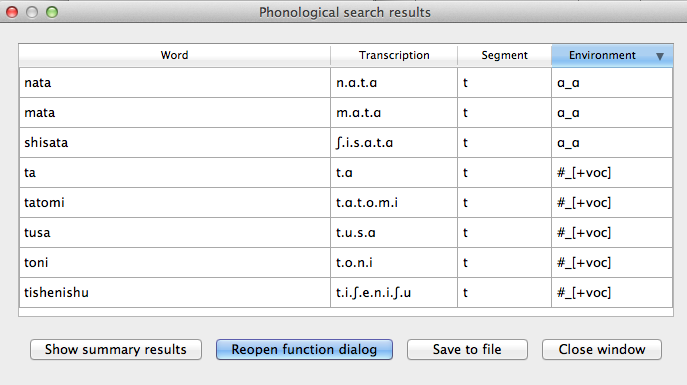 Phonological search results
Word Transcription Segment Environment ▼
nata n.ɑ.t.ɑ t ɑ_ɑ
mata m.ɑ.t.ɑ t ɑ_ɑ
shisata ʃ.i.s.ɑ.t.ɑ t ɑ_ɑ
ta t.ɑ t #_[+voc]
tatomi t.ɑ.t.o.m.i t #_[+voc]
tusa t.u.s.ɑ t #_[+voc]
toni t.o.n.i t #_[+voc]
tishenishu t.i.ʃ.e.n.i.ʃ.u t #_[+voc]
Show summary results Reopen function dialog Save to file Close window